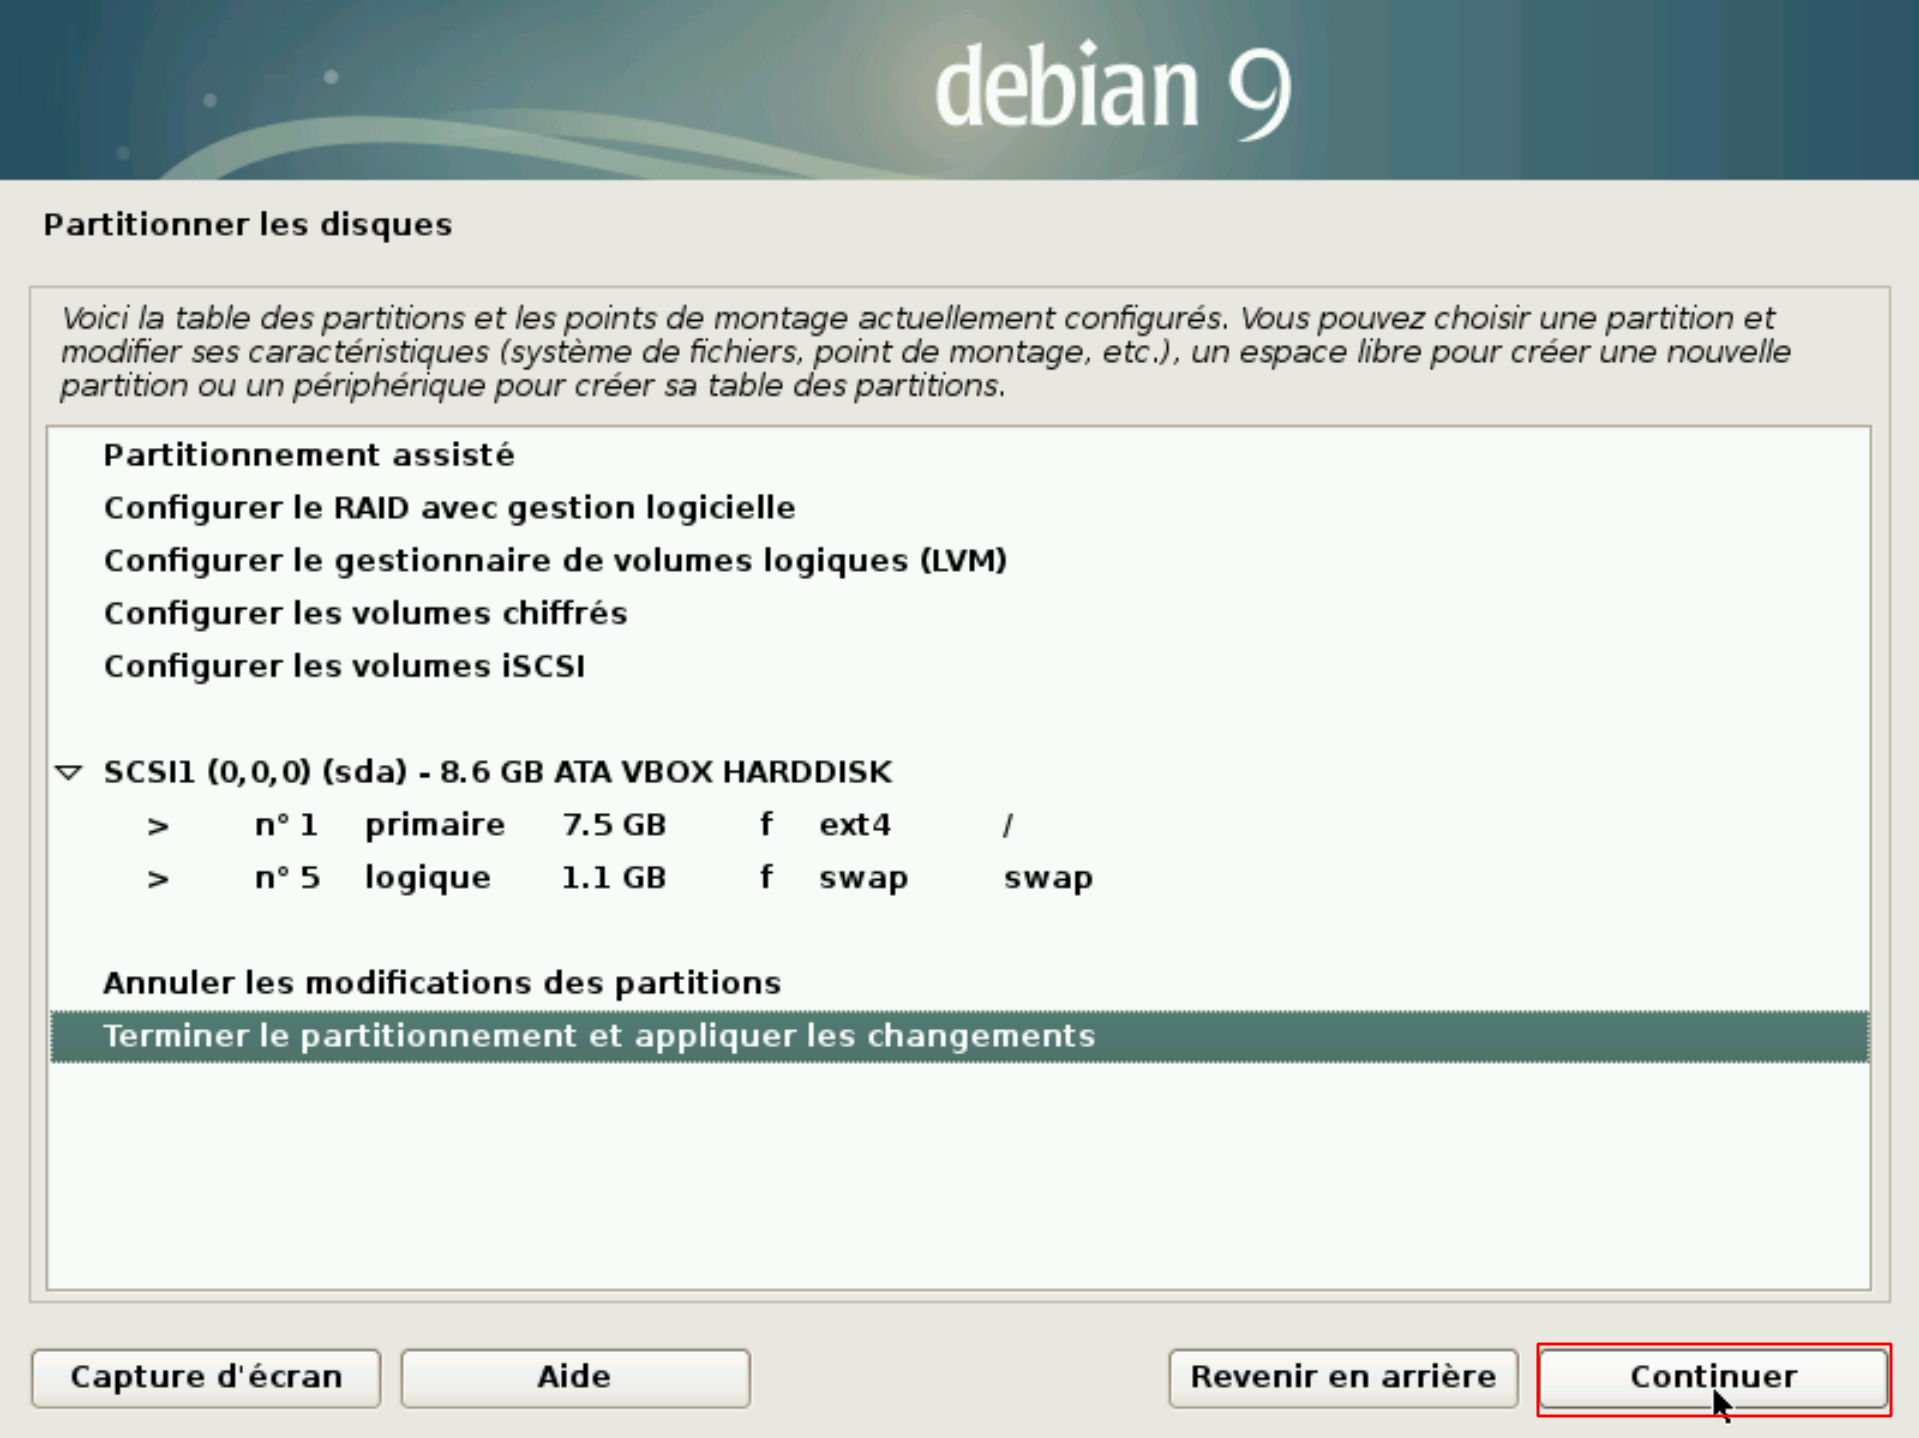 debian 9
Partitionner les disques
Voici la table des partitions et les points de montage actuellement configurés. Vous pouvez choisir une partition et
modifier ses caractéristiques (système de fichiers, point de montage, etc.), un espace libre pour créer une nouvelle
partition ou un périphérique pour créer sa table des partitions.
Partitionnement assisté
Configurer le RAID avec gestion logicielle
Configurer le gestionnaire de volumes logiques (LVM)
Configurer les volumes chiffrés
Configurer les volumes iSCSI
SCSI1 (0,0,0) (sda) - 8.6 GB ATA VBOX HARDDISK
> n° 1 primaire 7.5 GB f ext4 /
> n° 5 logique 1.1 GB f swap swap
Annuler les modifications des partitions
Terminer le partitionnement et appliquer les changements
Capture d'écran Aide Revenir en arrière Continuer